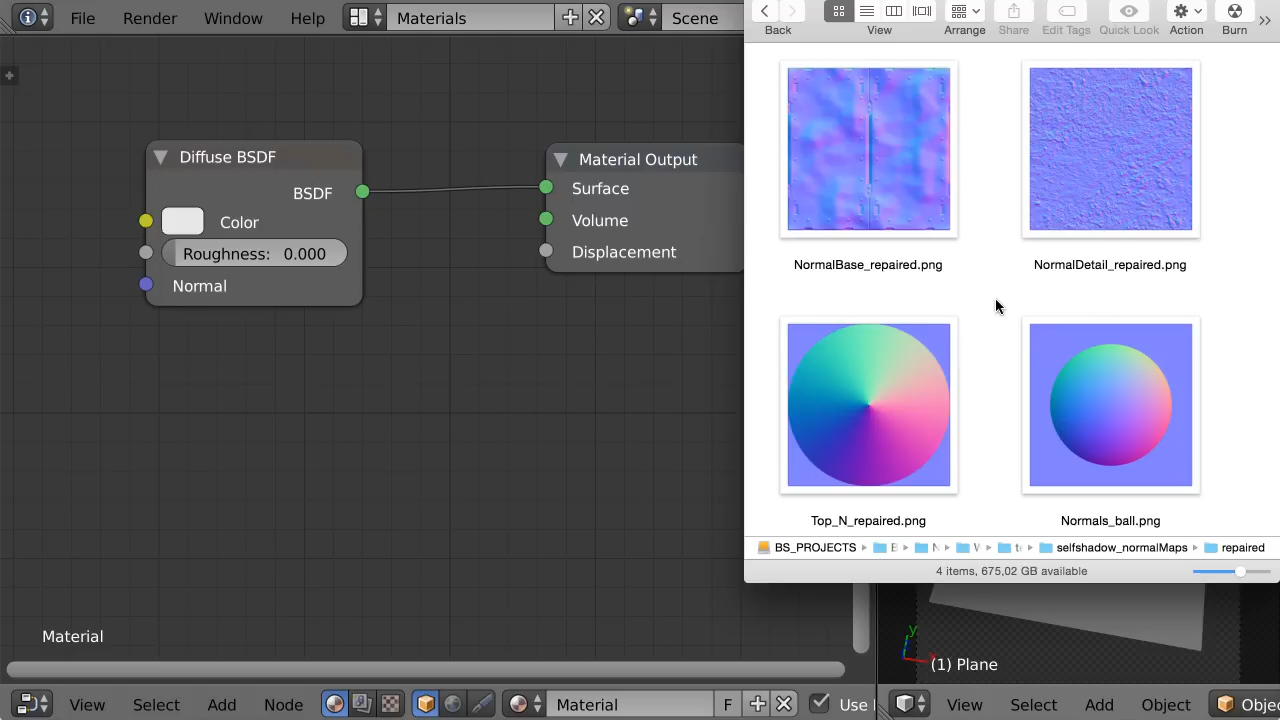 File Render Window Help Materials Scene
Back View Arrange Share Edit Tags Quick Look Action Burn
Diffuse BSDF
BSDF
Color
Roughness: 0.000
Normal
Material Output
Surface
Volume
Displacement
NormalBase_repaired.png NormalDetail_repaired.png
Top_N_repaired.png Normals_ball.png
BS_PROJECTS E N V t selfshadow_normalMaps repaired
4 items, 675,02 GB available
Material
y
(1) Plane
View Select Add Node Material F Use
View Select Add Object Objec